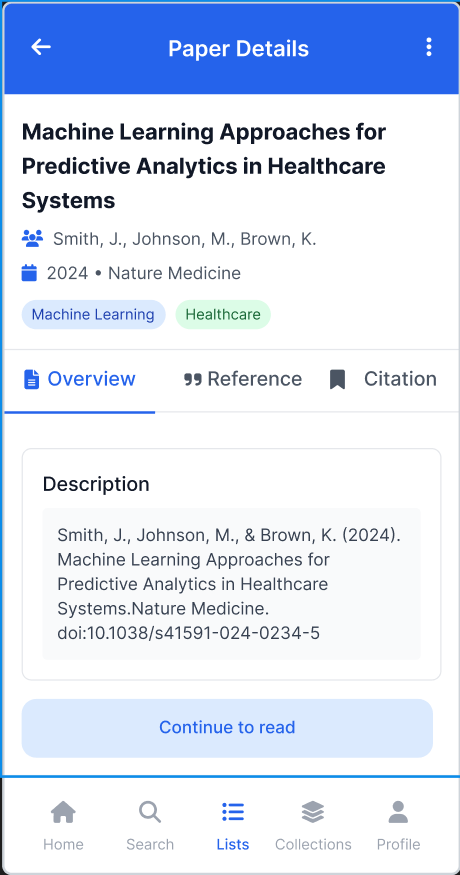 Paper Details
Machine Learning Approaches for
Predictive Analytics in Healthcare
Systems
Smith, J., Johnson, M., Brown, K.
2024 • Nature Medicine
Machine Learning Healthcare
Overview Reference Citation
Description
Smith, J., Johnson, M., & Brown, K. (2024).
Machine Learning Approaches for
Predictive Analytics in Healthcare
Systems.Nature Medicine.
doi:10.1038/s41591-024-0234-5
Continue to read
Home Search Lists Collections Profile